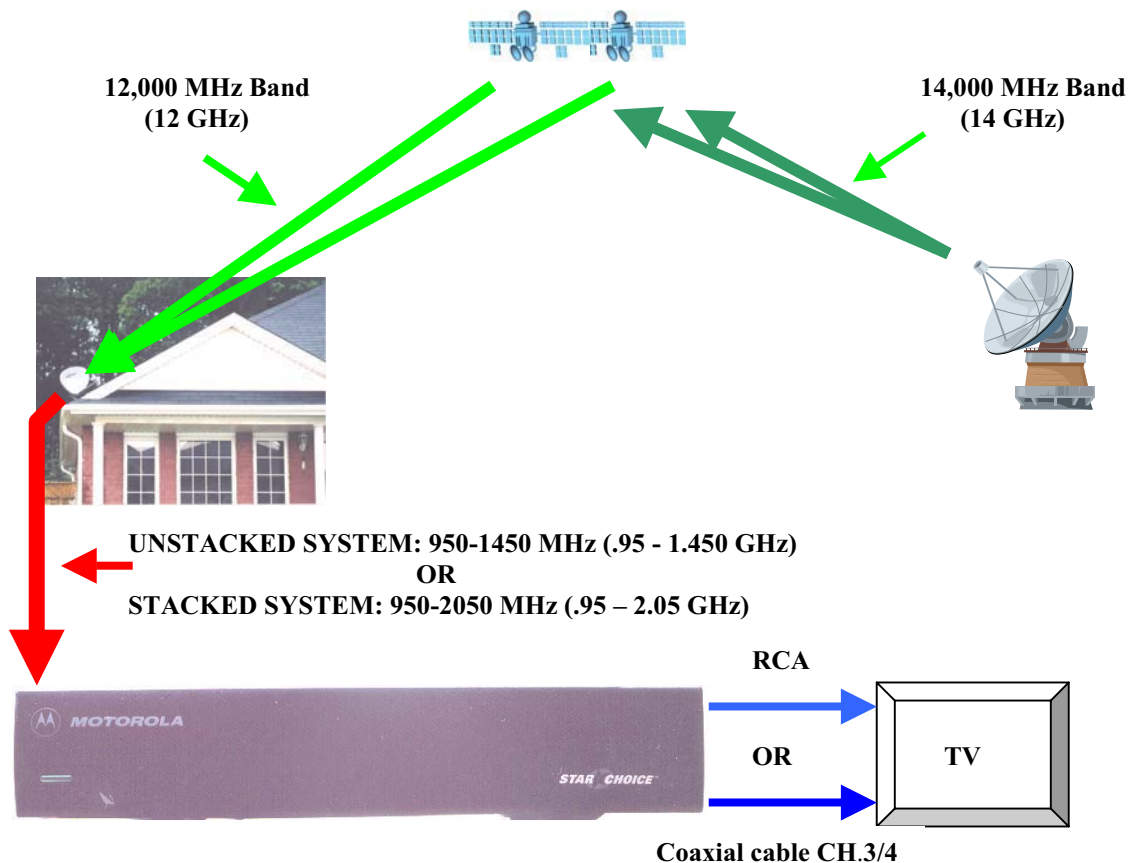 12,000 MHz Band
(12 GHz)
14,000 MHz Band
(14 GHz)
UNSTACKED SYSTEM: 950-1450 MHz (.95 - 1.450 GHz)
OR
STACKED SYSTEM: 950-2050 MHz (.95 – 2.05 GHz)
RCA
MOTOROLA
STAR CHOICE
OR
TV
Coaxial cable CH.3/4